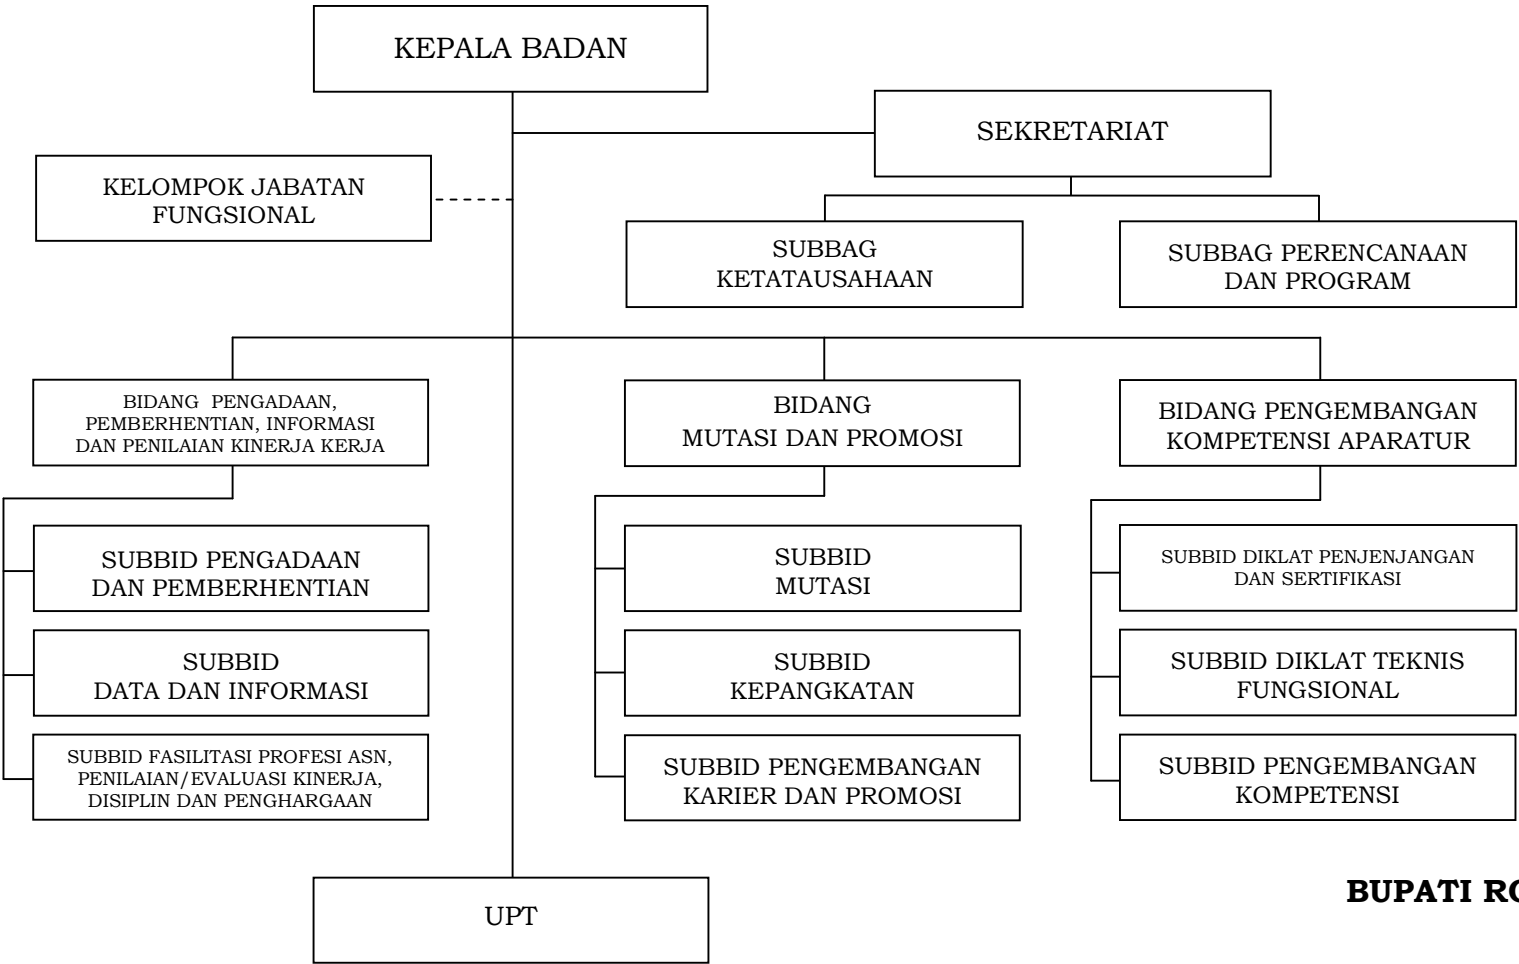 KEPALA BADAN
SEKRETARIAT
KELOMPOK JABATAN
FUNGSIONAL
SUBBAG
KETATAUSAHAAN
SUBBAG PERENCANAAN
DAN PROGRAM
BIDANG PENGADAAN,
PEMBERHENTIAN, INFORMASI
DAN PENILAIAN KINERJA KERJA
BIDANG
MUTASI DAN PROMOSI
BIDANG PENGEMBANGAN
KOMPETENSI APARATUR
SUBBID PENGADAAN
DAN PEMBERHENTIAN
SUBBID
MUTASI
SUBBID DIKLAT PENJENJANGAN
DAN SERTIFIKASI
SUBBID
DATA DAN INFORMASI
SUBBID
KEPANGKATAN
SUBBID DIKLAT TEKNIS
FUNGSIONAL
SUBBID FASILITASI PROFESI ASN,
PENILAIAN/EVALUASI KINERJA,
DISIPLIN DAN PENGHARGAAN
SUBBID PENGEMBANGAN
KARIER DAN PROMOSI
SUBBID PENGEMBANGAN
KOMPETENSI
BUPATI
UPT